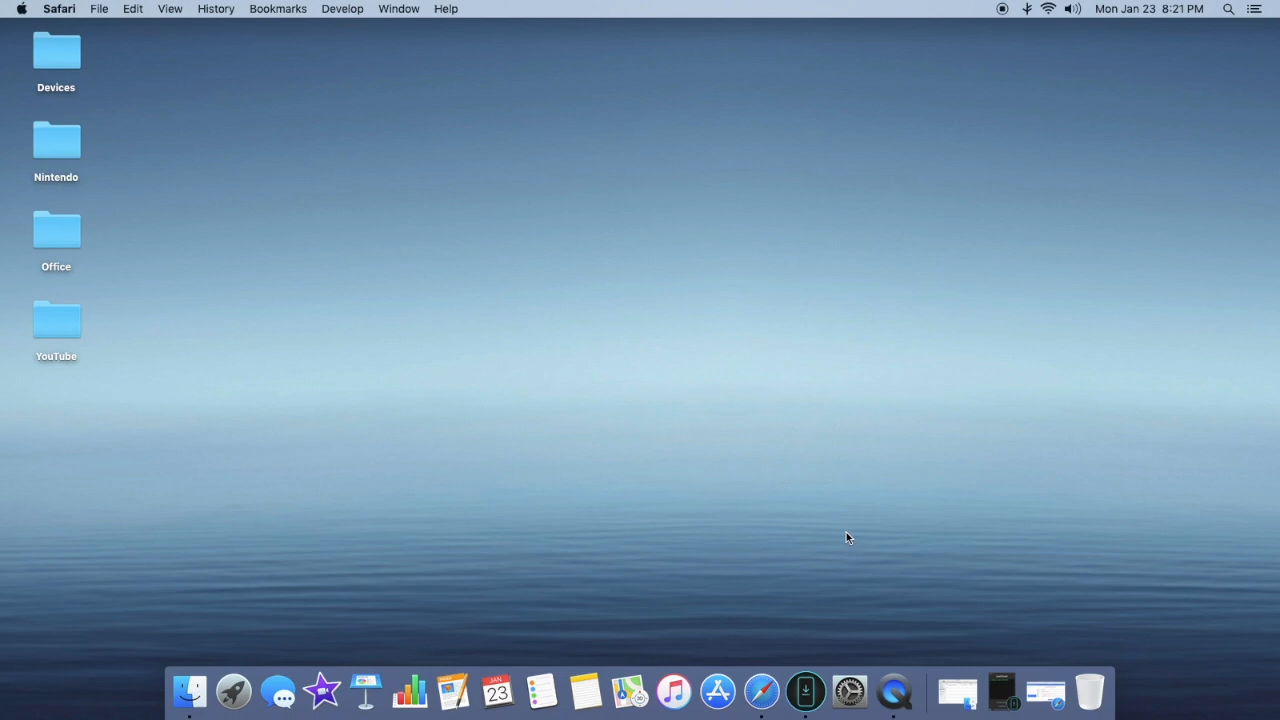 Safari File Edit View History Bookmarks Develop Window Help Mon Jan 23 8:21 PM
Devices
Nintendo
Office
YouTube
JAN
23